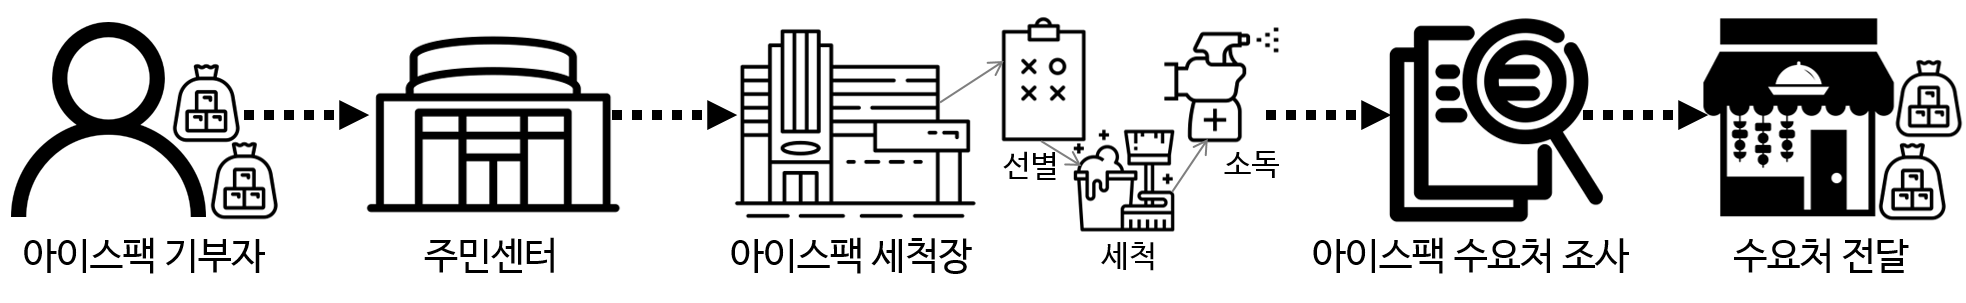 아이스팩 기부자
주민센터
아이스팩 세척장
선별
세척
소독
아이스팩 수요처 조사
수요처 전달